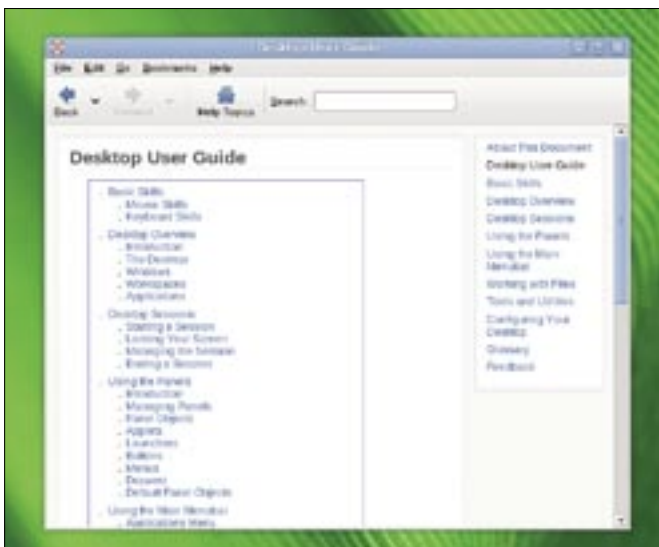 Desktop User Guide
File Edit Go Bookmarks Help
Back Forward Help Topics Search:
Desktop User Guide
Basic Skills
Mouse Skills
Keyboard Skills
Desktop Overview
Introduction
The Desktop
Windows
Workspaces
Applications
Desktop Sessions
Starting a Session
Locking Your Screen
Managing the Session
Ending a Session
Using the Panels
Introduction
Managing Panels
Panel Objects
Applets
Launchers
Buttons
Menus
Drawers
Default Panel Objects
Using the Main Menubar
Applications Menu
About This Document
Desktop User Guide
Basic Skills
Desktop Overview
Desktop Sessions
Using the Panels
Using the Main
Menubar
Working with Files
Tools and Utilities
Configuring Your
Desktop
Glossary
Feedback